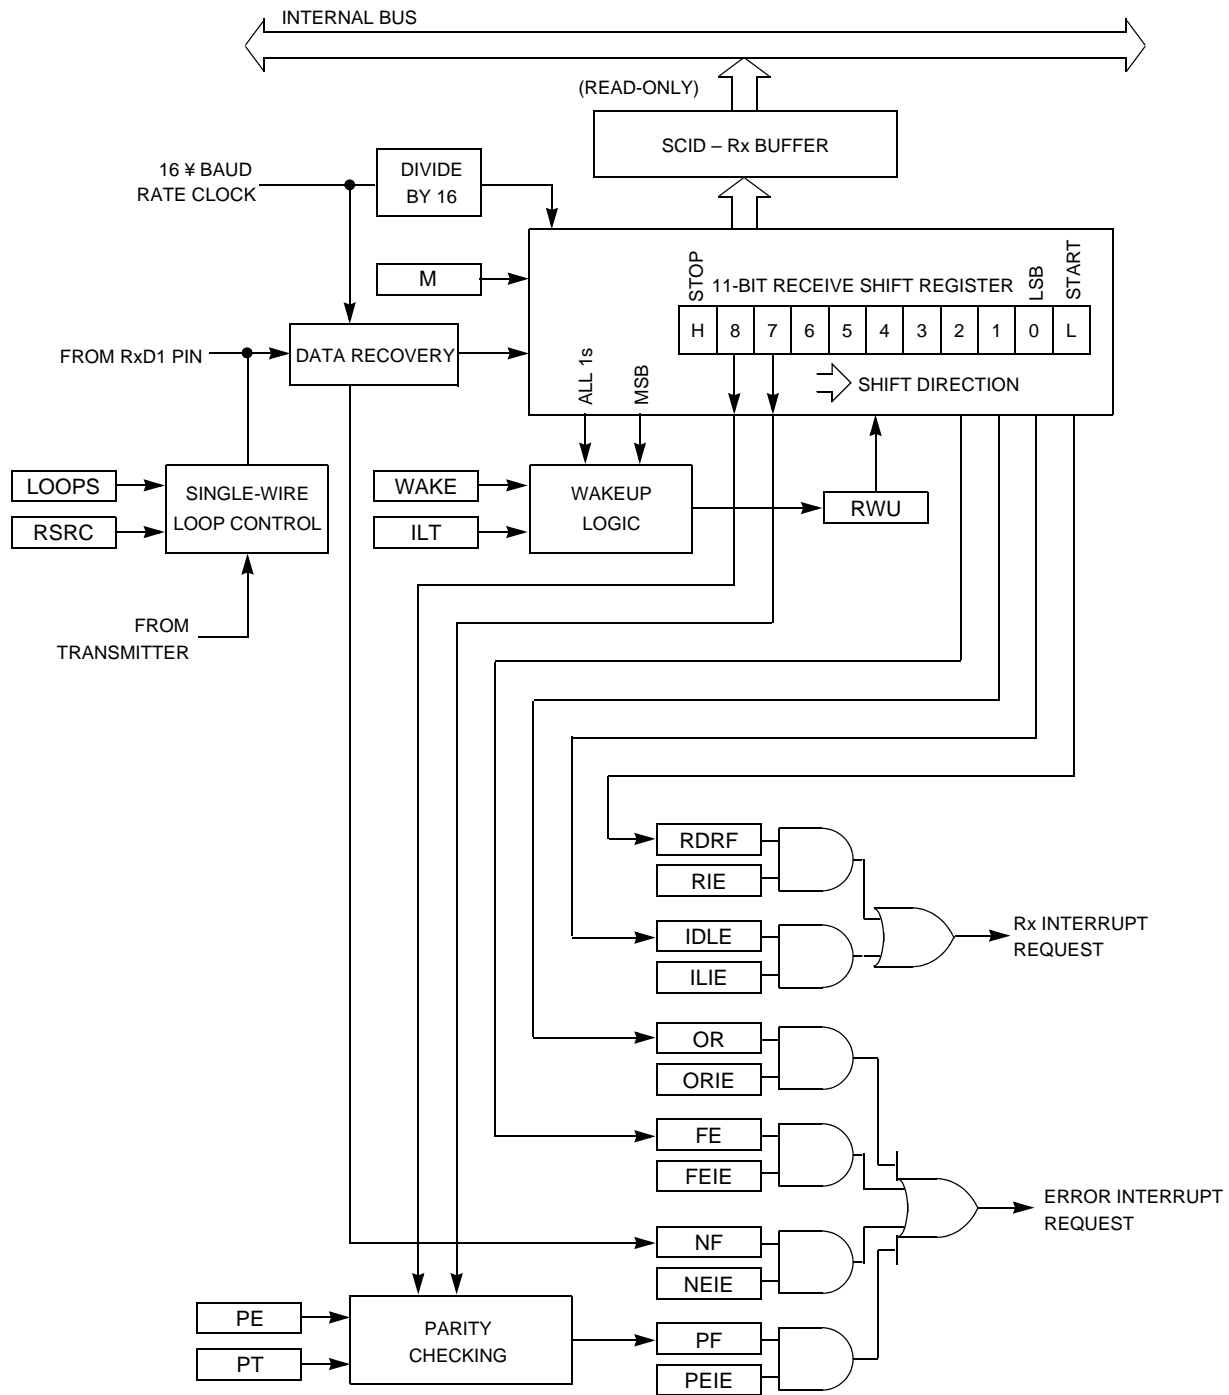 INTERNAL BUS
(READ-ONLY)
SCID – Rx BUFFER
16 ¥ BAUD
RATE CLOCK
DIVIDE
BY 16
M
STOP
11-BIT RECEIVE SHIFT REGISTER
LSB
START
H 8 7 6 5 4 3 2 1 0 L
FROM RxD1 PIN
DATA RECOVERY
ALL 1s
MSB
SHIFT DIRECTION
LOOPS
RSRC
SINGLE-WIRE
LOOP CONTROL
WAKE
ILT
WAKEUP
LOGIC
RWU
FROM
TRANSMITTER
RDRF
RIE
IDLE
ILIE
Rx INTERRUPT
REQUEST
OR
ORIE
FE
FEIE
ERROR INTERRUPT
REQUEST
NF
NEIE
PE
PT
PARITY
CHECKING
PF
PEIE